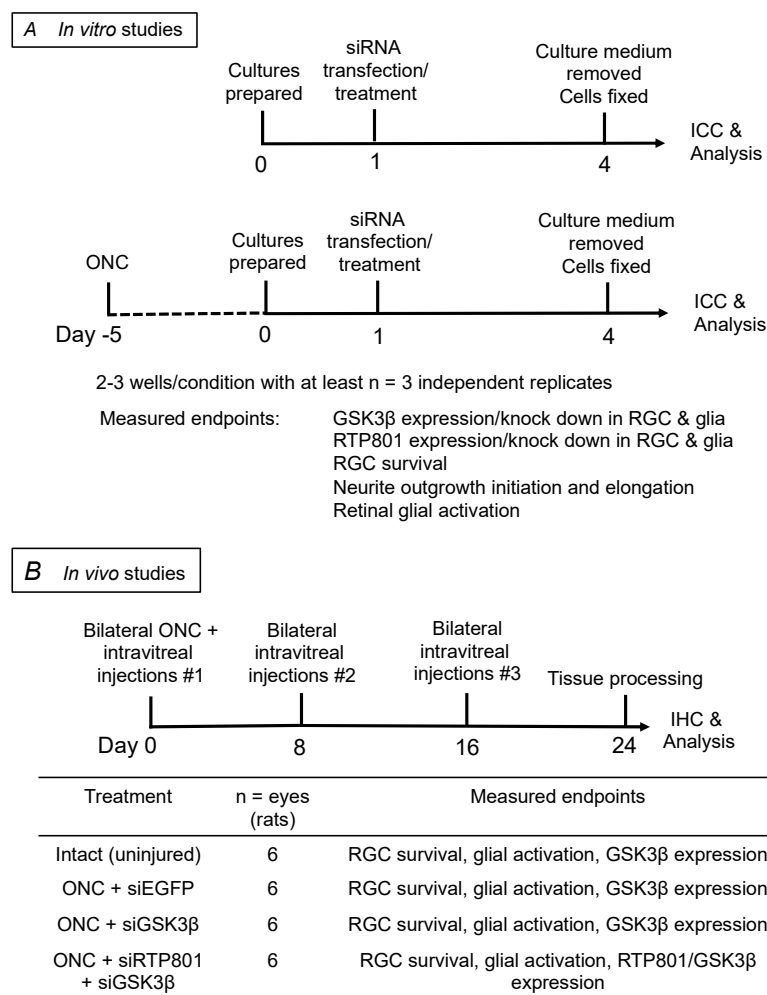 A In vitro studies
Cultures
prepared
siRNA
transfection/
treatment
Culture medium
removed
Cells fixed
0
1
4
ICC &
Analysis
ONC
Cultures
prepared
siRNA
transfection/
treatment
Culture medium
removed
Cells fixed
Day -5
0
1
4
ICC &
Analysis
2-3 wells/condition with at least n = 3 independent replicates
Measured endpoints: GSK3β expression/knock down in RGC & glia
RTP801 expression/knock down in RGC & glia
RGC survival
Neurite outgrowth initiation and elongation
Retinal glial activation
B In vivo studies
Bilateral ONC +
intravitreal
injections #1
Bilateral
intravitreal
injections #2
Bilateral
intravitreal
injections #3
Tissue processing
Day 0
8
16
24
IHC &
Analysis
Treatment
n = eyes
(rats)
Measured endpoints
Intact (uninjured) 6 RGC survival, glial activation, GSK3β expression
ONC + siEGFP 6 RGC survival, glial activation, GSK3β expression
ONC + siGSK3β 6 RGC survival, glial activation, GSK3β expression
ONC + siRTP801 6 RGC survival, glial activation, RTP801/GSK3β
+ siGSK3β expression